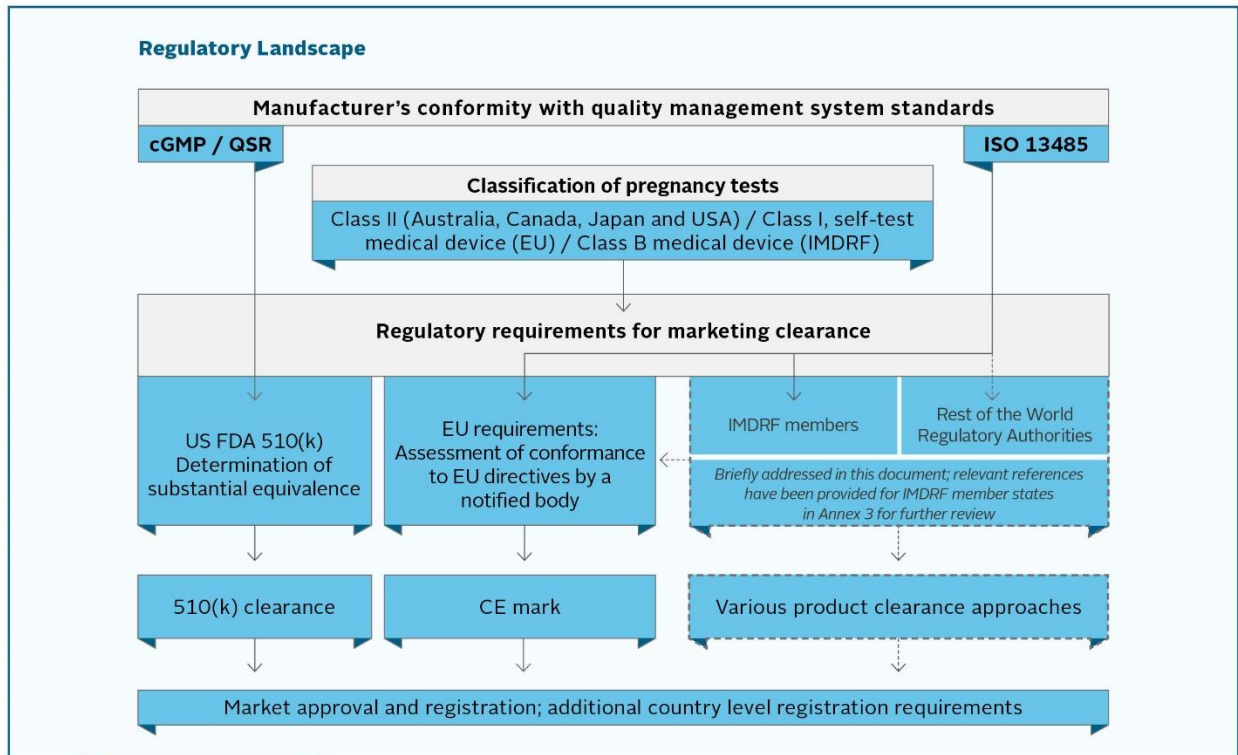 Regulatory Landscape
Manufacturer’s conformity with quality management system standards
cGMP / QSR
ISO 13485
Classification of pregnancy tests
Class II (Australia, Canada, Japan and USA) / Class I, self-test
medical device (EU) / Class B medical device (IMDRF)
Regulatory requirements for marketing clearance
US FDA 510(k)
Determination of
substantial equivalence
EU requirements:
Assessment of conformance
to EU directives by a
notified body
IMDRF members
Rest of the World
Regulatory Authorities
Briefly addressed in this document; relevant references
have been provided for IMDRF member states
in Annex 3 for further review
510(k) clearance
CE mark
Various product clearance approaches
Market approval and registration; additional country level registration requirements